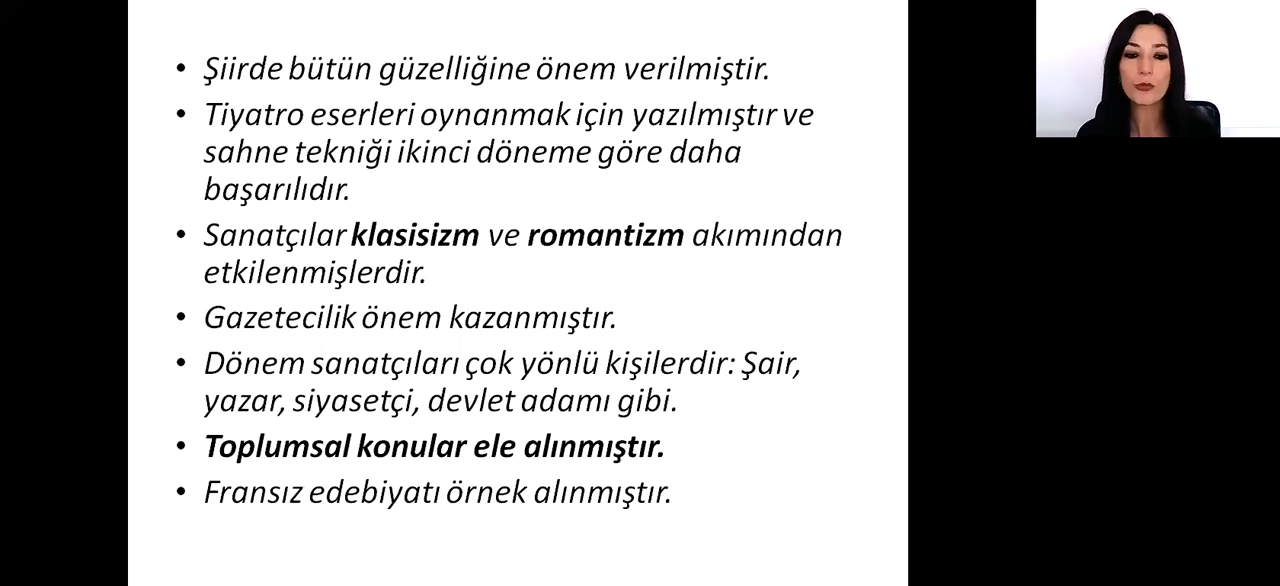 • Şiirde bütün güzelliğine önem verilmiştir.
• Tiyatro eserleri oynanmak için yazılmıştır ve
sahne tekniği ikinci döneme göre daha
başarılıdır.
• Sanatçılar klasisizm ve romantizm akımından
etkilenmişlerdir.
• Gazetecilik önem kazanmıştır.
• Dönem sanatçıları çok yönlü kişilerdir: Şair,
yazar, siyasetçi, devlet adamı gibi.
• Toplumsal konular ele alınmıştır.
• Fransız edebiyatı örnek alınmıştır.